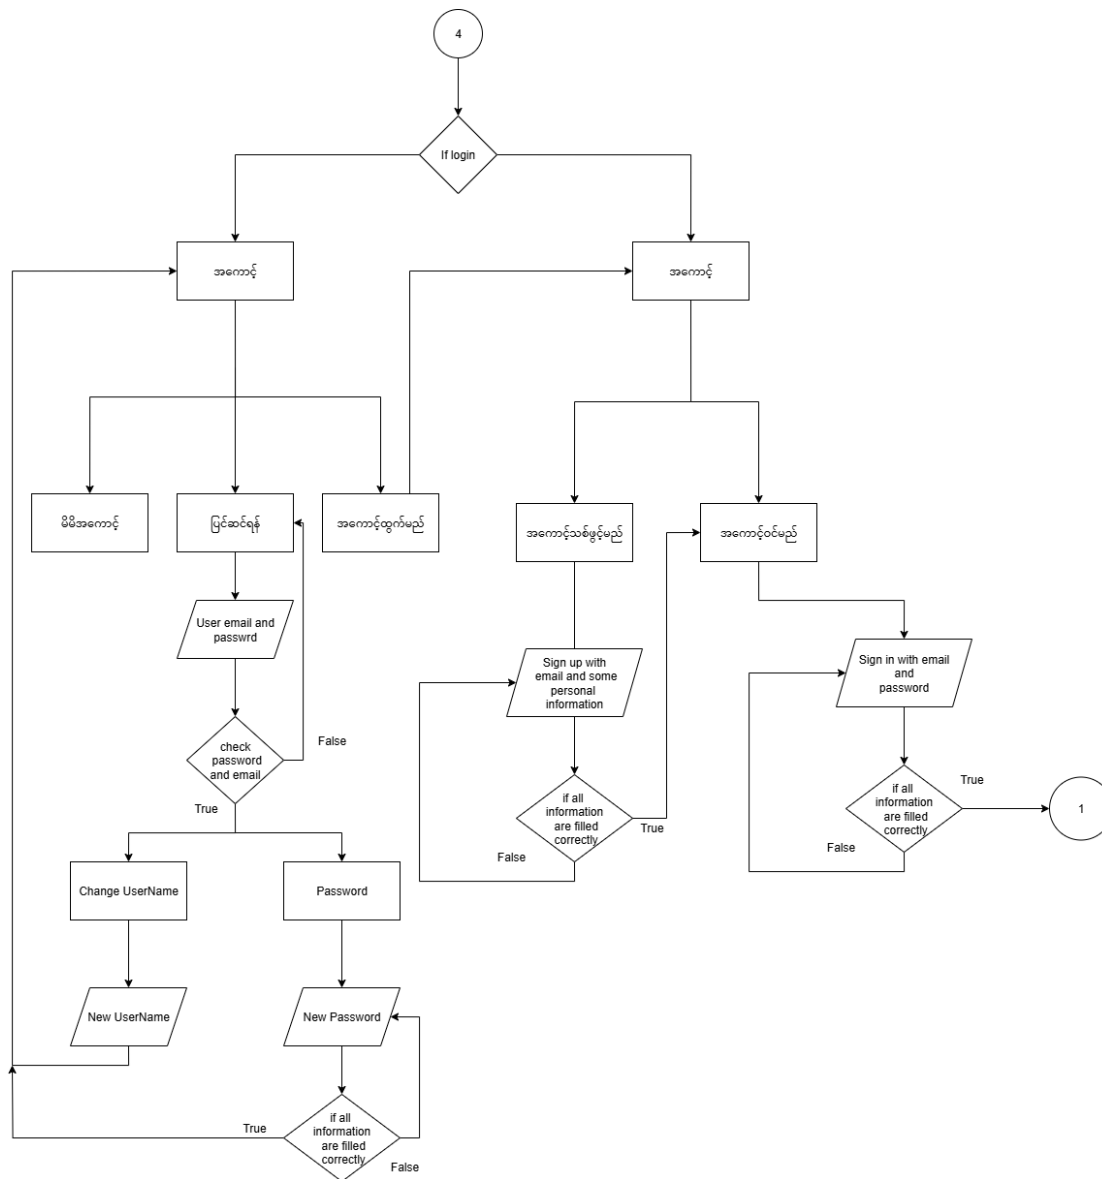 4
If login
အကောင့်
အကောင့်
မိမိအကောင့်
ပြင်ဆင်ရန်
အကောင့်ထွက်မည်
အကောင့်သစ်ဖွင့်မည်
အကောင့်ဝင်မည်
User email and
passwrd
Sign up with
email and some
personal
information
Sign in with email
and
password
check
password
and email
False
True
if all
information
are filled
correctly
True
False
if all
information
are filled
correctly
True
False
1
Change UserName
Password
New UserName
New Password
if all
information
are filled
correctly
True
False